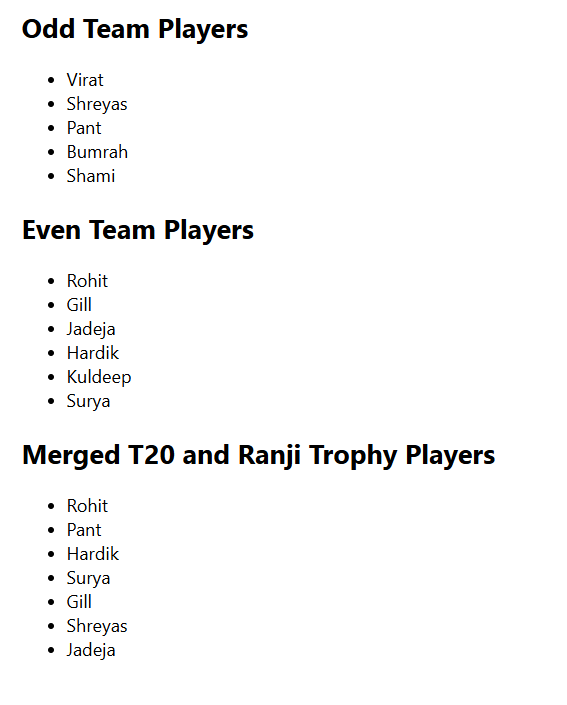 Odd Team Players
• Virat
• Shreyas
• Pant
• Bumrah
• Shami
Even Team Players
• Rohit
• Gill
• Jadeja
• Hardik
• Kuldeep
• Surya
Merged T20 and Ranji Trophy Players
• Rohit
• Pant
• Hardik
• Surya
• Gill
• Shreyas
• Jadeja